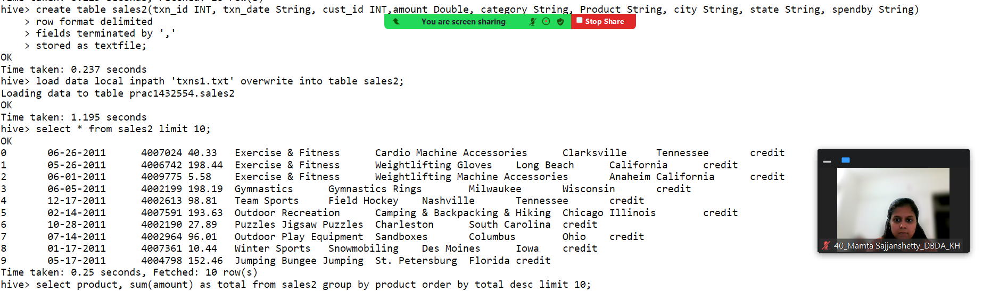 Time taken: 0.229 seconds, Fetched: 10 row(s)
hive> create table sales2(txn_id INT, txn_date String, cust_id INT,amount Double, category String, Product String, city String, state String, spendby String)
    > row format delimited
You are screen sharing
Stop Share
    > fields terminated by ','
    > stored as textfile;
OK
Time taken: 0.237 seconds
hive> load data local inpath 'txns1.txt' overwrite into table sales2;
Loading data to table prac1432554.sales2
OK
Time taken: 1.195 seconds
hive> select * from sales2 limit 10;
OK
0 06-26-2011 4007024 40.33 Exercise & Fitness Cardio Machine Accessories Clarksville Tennessee credit
1 05-26-2011 4006742 198.44 Exercise & Fitness Weightlifting Gloves Long Beach California credit
2 06-01-2011 4009775 5.58 Exercise & Fitness Weightlifting Machine Accessories Anaheim California credit
3 06-05-2011 4002199 198.19 Gymnastics Gymnastics Rings Milwaukee Wisconsin credit
4 12-17-2011 4002613 98.81 Team Sports Field Hockey Nashville Tennessee credit
5 02-14-2011 4007591 193.63 Outdoor Recreation Camping & Backpacking & Hiking Chicago Illinois credit
6 10-28-2011 4002190 27.89 Puzzles Jigsaw Puzzles Charleston South Carolina credit
7 07-14-2011 4002964 96.01 Outdoor Play Equipment Sandboxes Columbus Ohio credit
8 01-17-2011 4007361 10.44 Winter Sports Snowmobiling Des Moines Iowa credit
9 05-17-2011 4004798 152.46 Jumping Bungee Jumping St. Petersburg Florida credit
Time taken: 0.25 seconds, Fetched: 10 row(s)
hive> select product, sum(amount) as total from sales2 group by product order by total desc limit 10;
40_Mamta Sajjanshetty_DBDA_KH